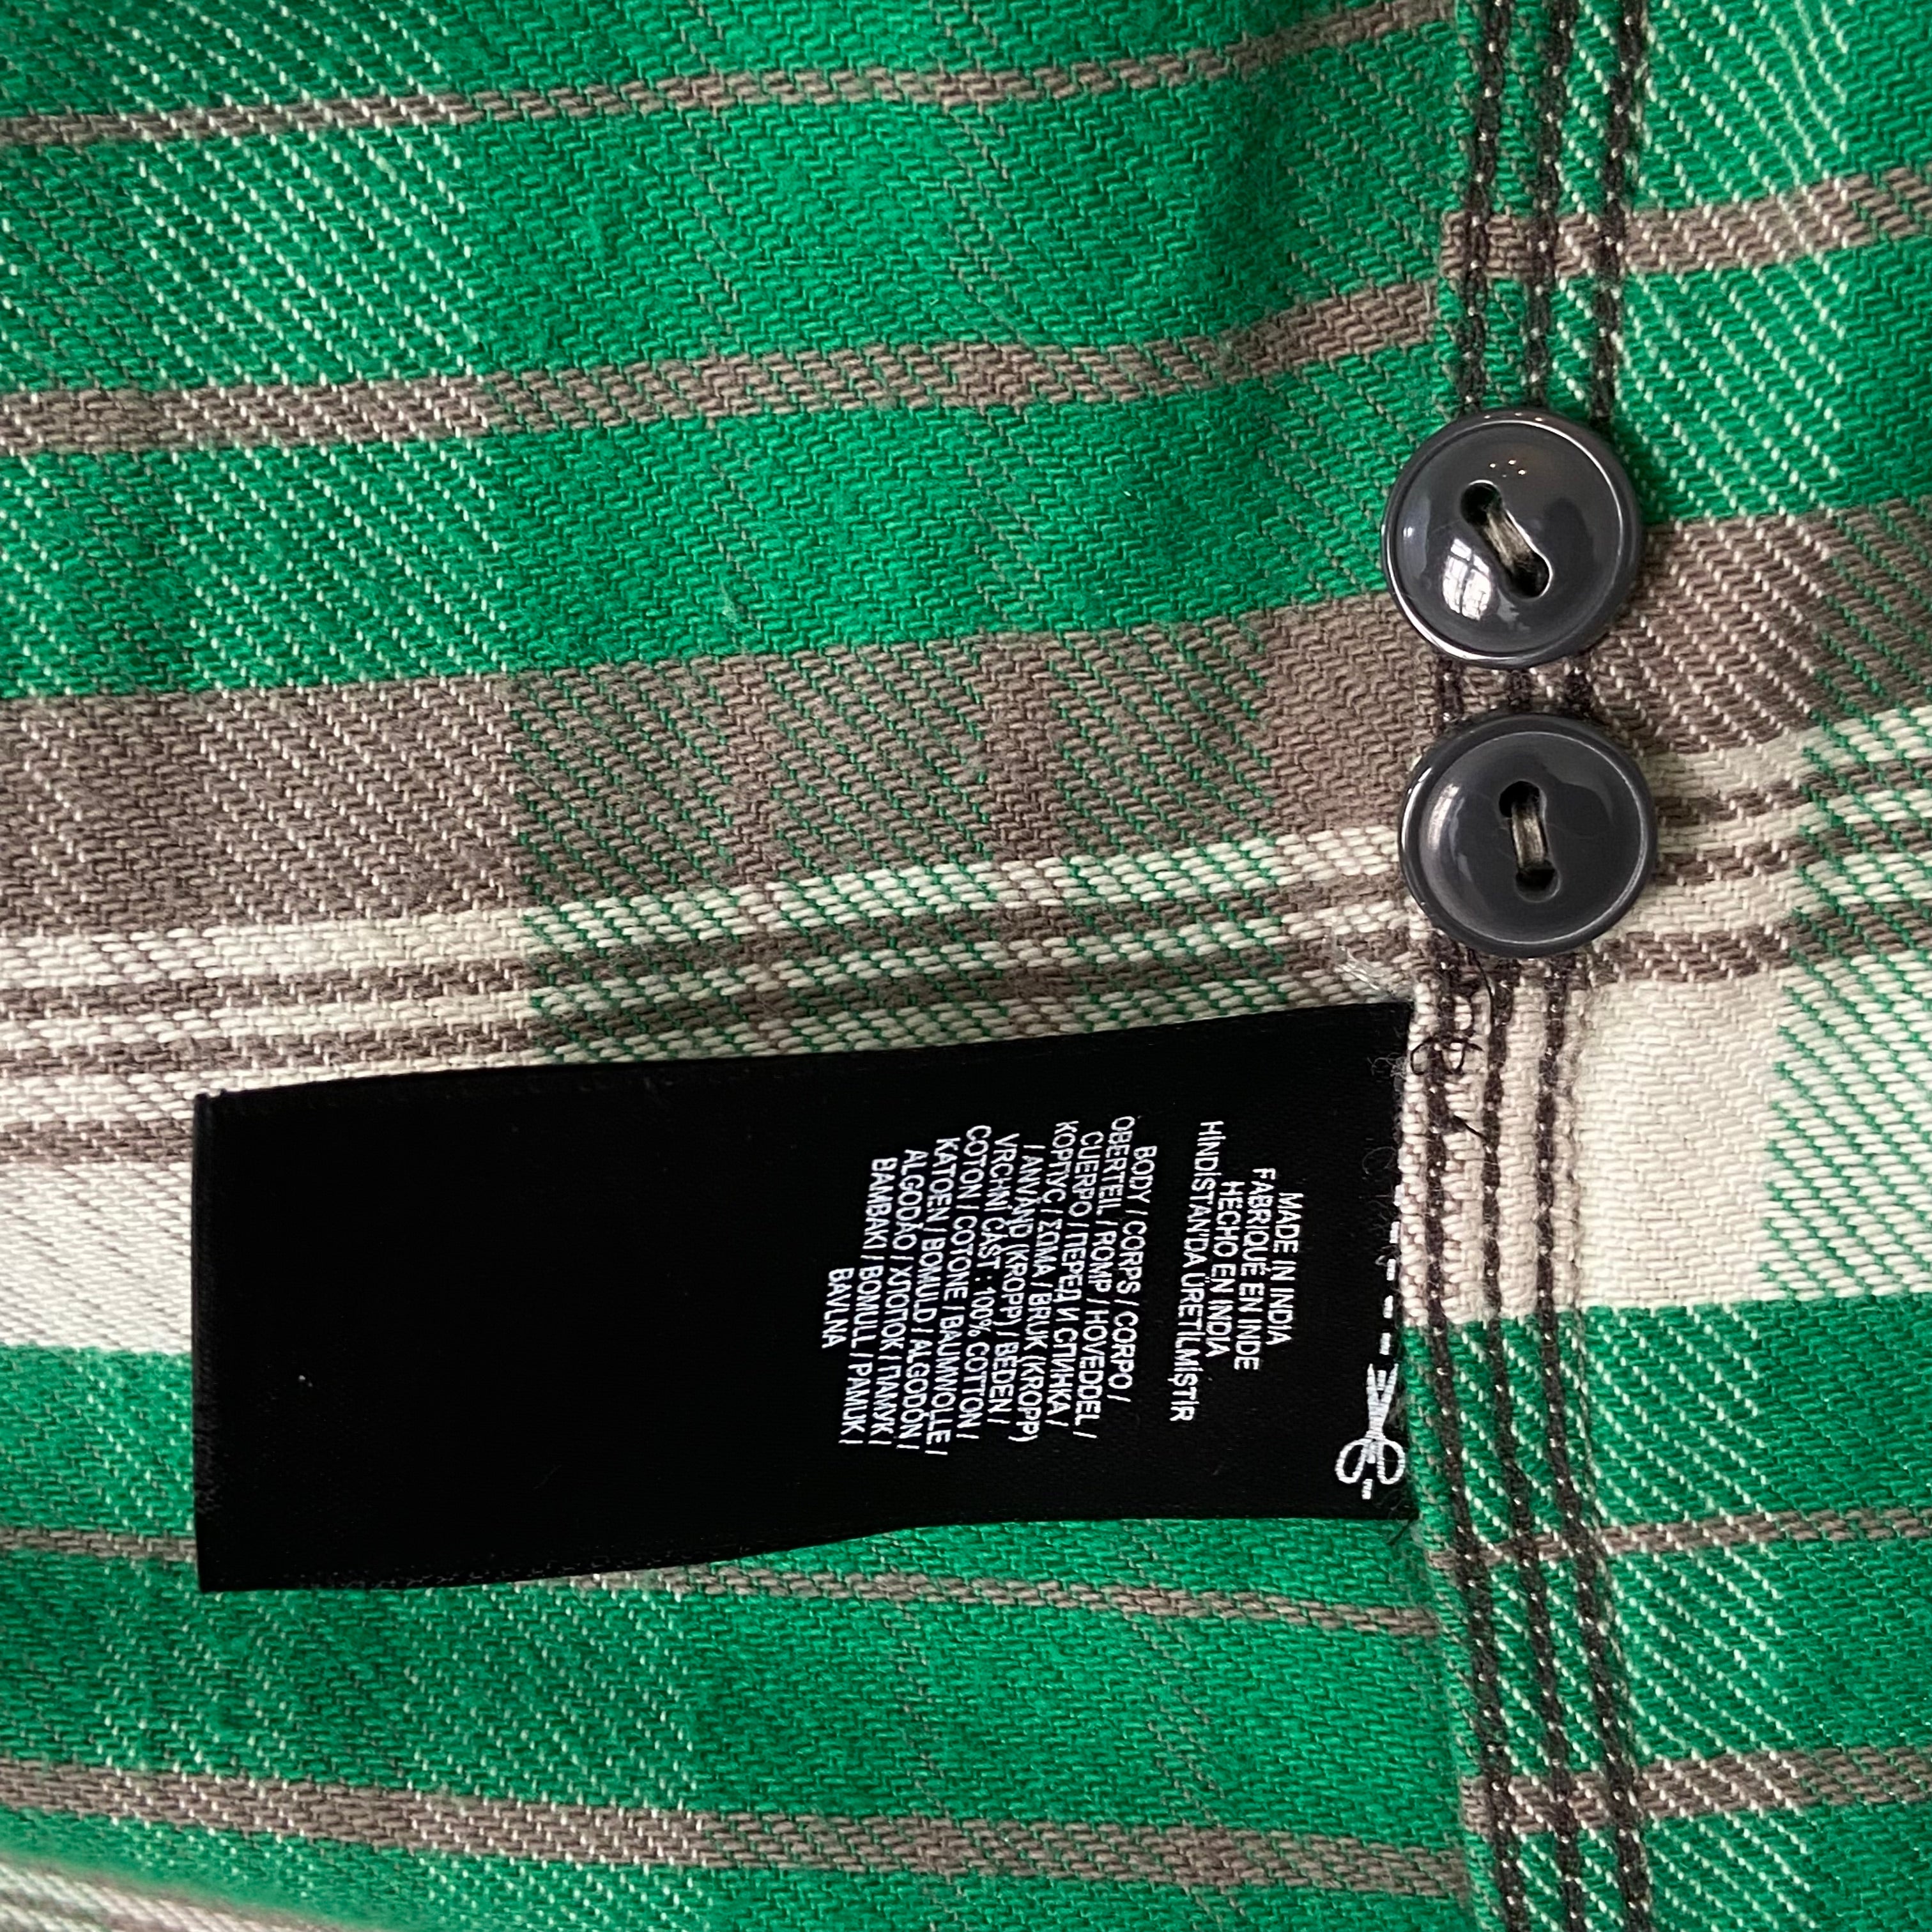 MADE IN INDIA
FABRIQUÉ EN INDE
HECHO EN INDIA
HİNDİSTAN'DA ÜRETİLMİŞTİR
BODY / CORPS / CORPO /
OBERTEIL / ROMP / HOVEDDEL /
CUERPO / ПЕРЕД И СПИНКА /
КОРПУС / ΣΩΜΑ / BRUK (KROPP)
/ ANVÄND (KROPP) / BEDEN /
VRCHNÍ ČÁST : 100% COTTON /
COTON / COTONE / BAUMWOLLE /
KATOEN / BOMULD / ALGODÓN /
ALGODÃO / ХЛОПОК / ПАМУК /
BAMBAKI / BOMULL / PAMUK /
BAVLNA